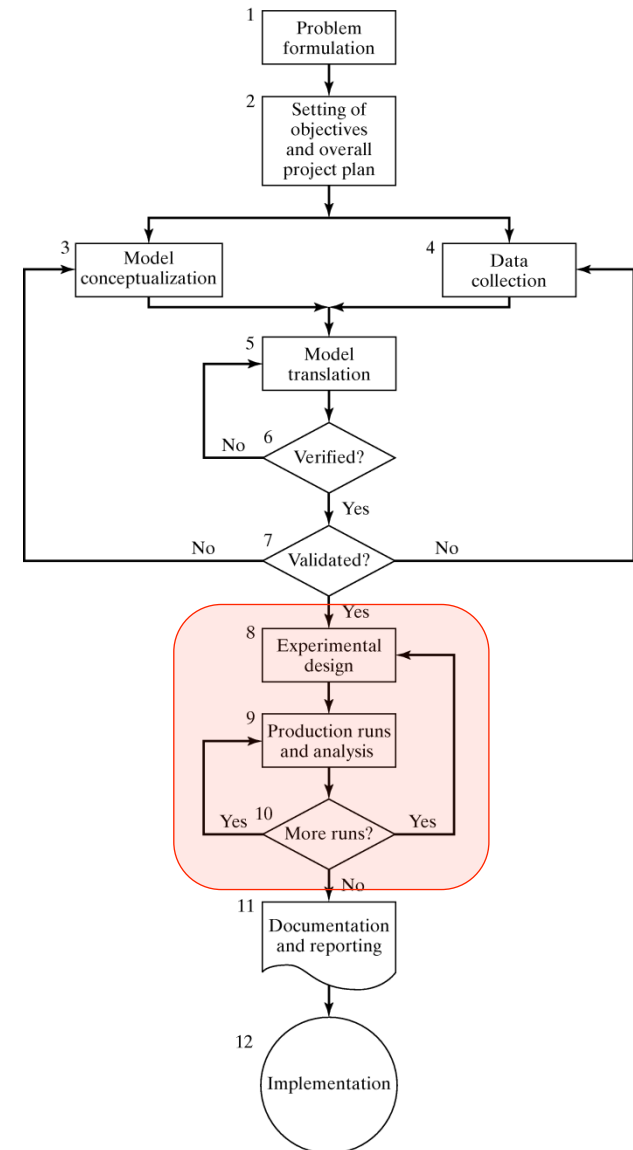 1
Problem
formulation
2
Setting of
objectives
and overall
project plan
3
Model
conceptualization
4
Data
collection
5
Model
translation
6
No
Verified?
Yes
7
No
Validated?
No
Yes
8
Experimental
design
9
Production runs
and analysis
10
Yes
More runs?
Yes
No
11
Documentation
and reporting
12
Implementation